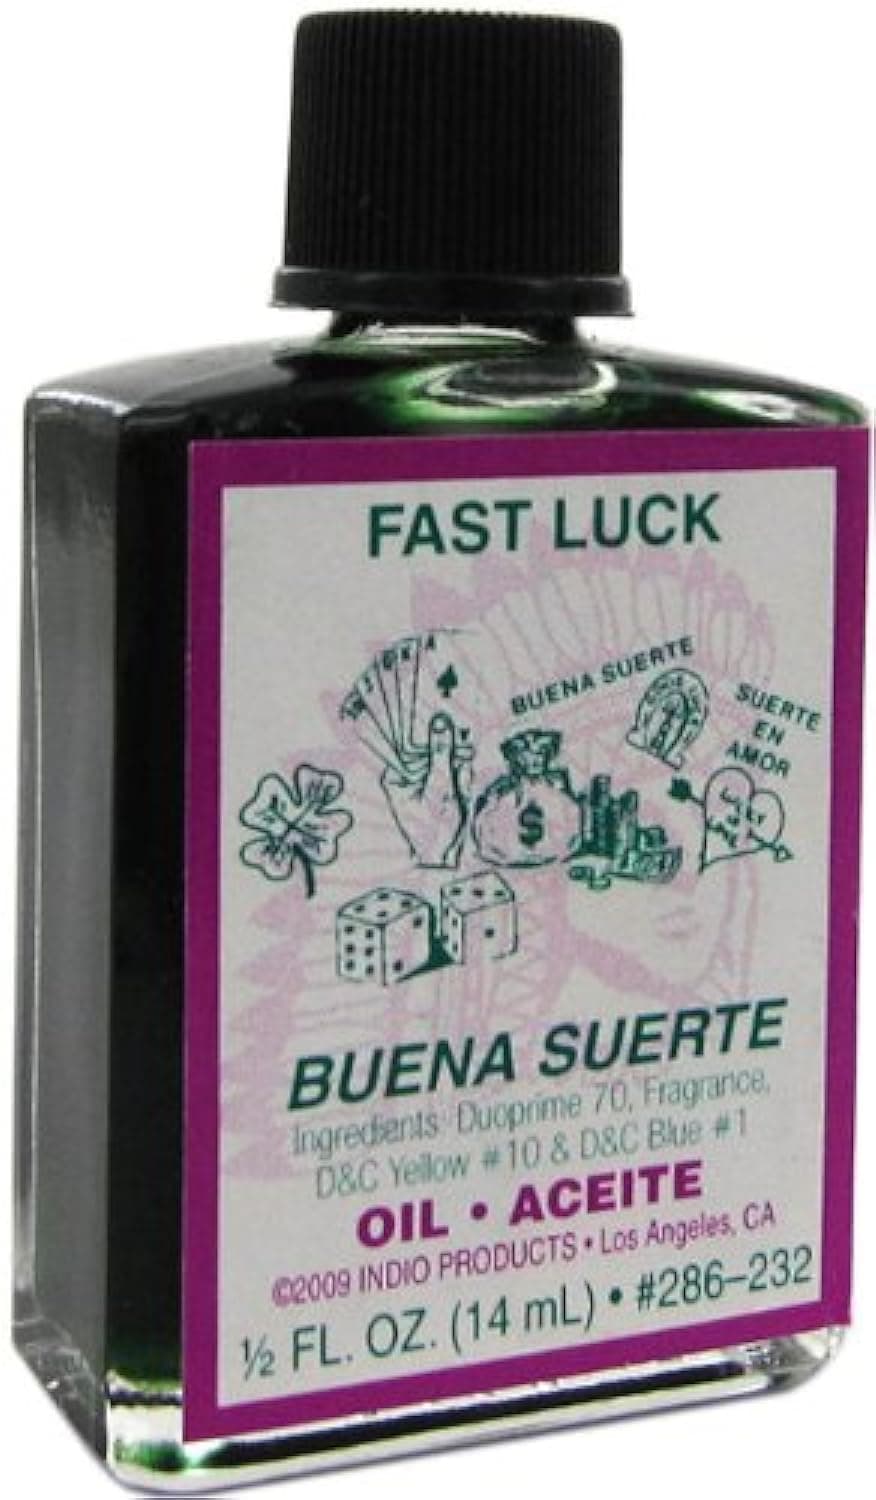 FAST LUCK
BUENA SUERTE
SUERTE
EN
AMOR
$
BUENA SUERTE
Ingredients: Duoprime 70, Fragrance,
D&C Yellow #10 & D&C Blue #1
OIL • ACEITE
©2009 INDIO PRODUCTS • Los Angeles, CA
½ FL. OZ. (14 mL) • #286-232